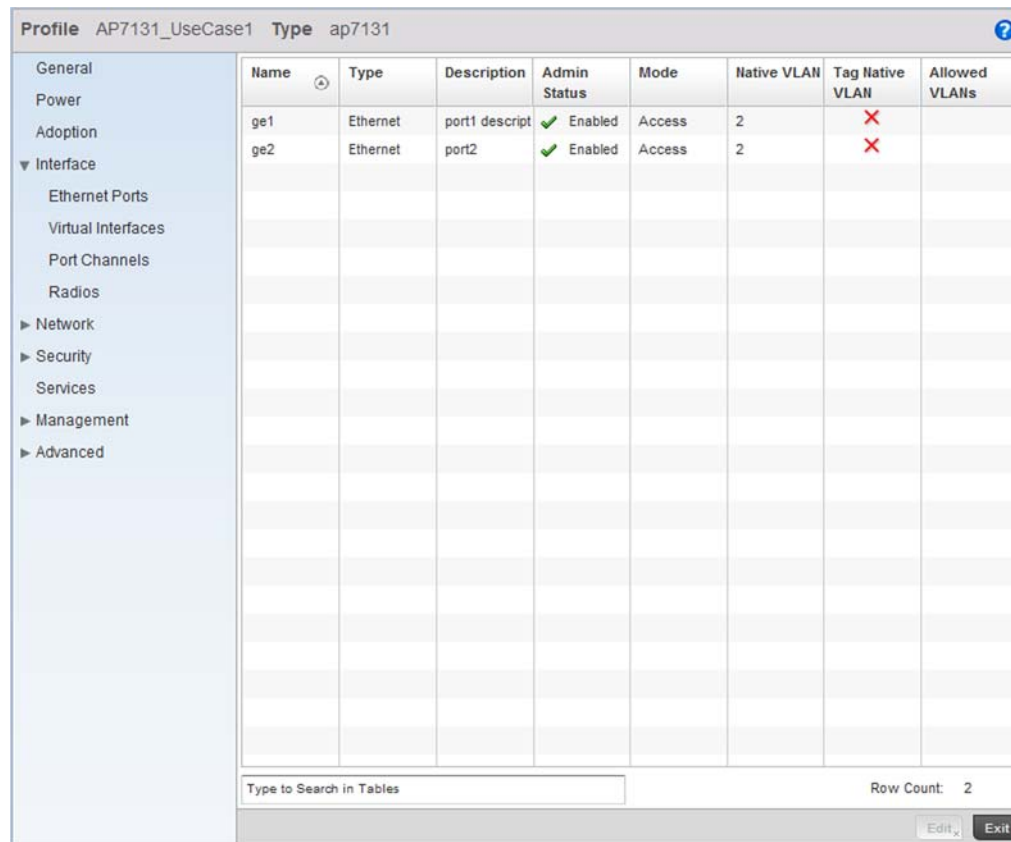 Profile AP7131_UseCase1 Type ap7131
?
General
Power
Adoption
Interface
Ethernet Ports
Virtual Interfaces
Port Channels
Radios
Network
Security
Services
Management
Advanced
Name Type Description Admin Status Mode Native VLAN Tag Native VLAN Allowed VLANs
ge1 Ethernet port1 descript Enabled Access 2
ge2 Ethernet port2 Enabled Access 2
Type to Search in Tables Row Count: 2
Edit Exit